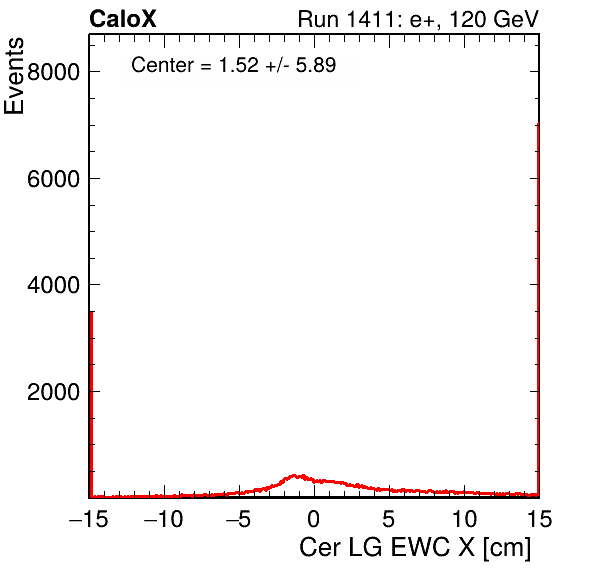 CaloX Run 1411: e+, 120 GeV
Center = 1.52 +/- 5.89
Events
8000
6000
4000
2000
−15 −10 −5 0 5 10 15
Cer LG EWC X [cm]